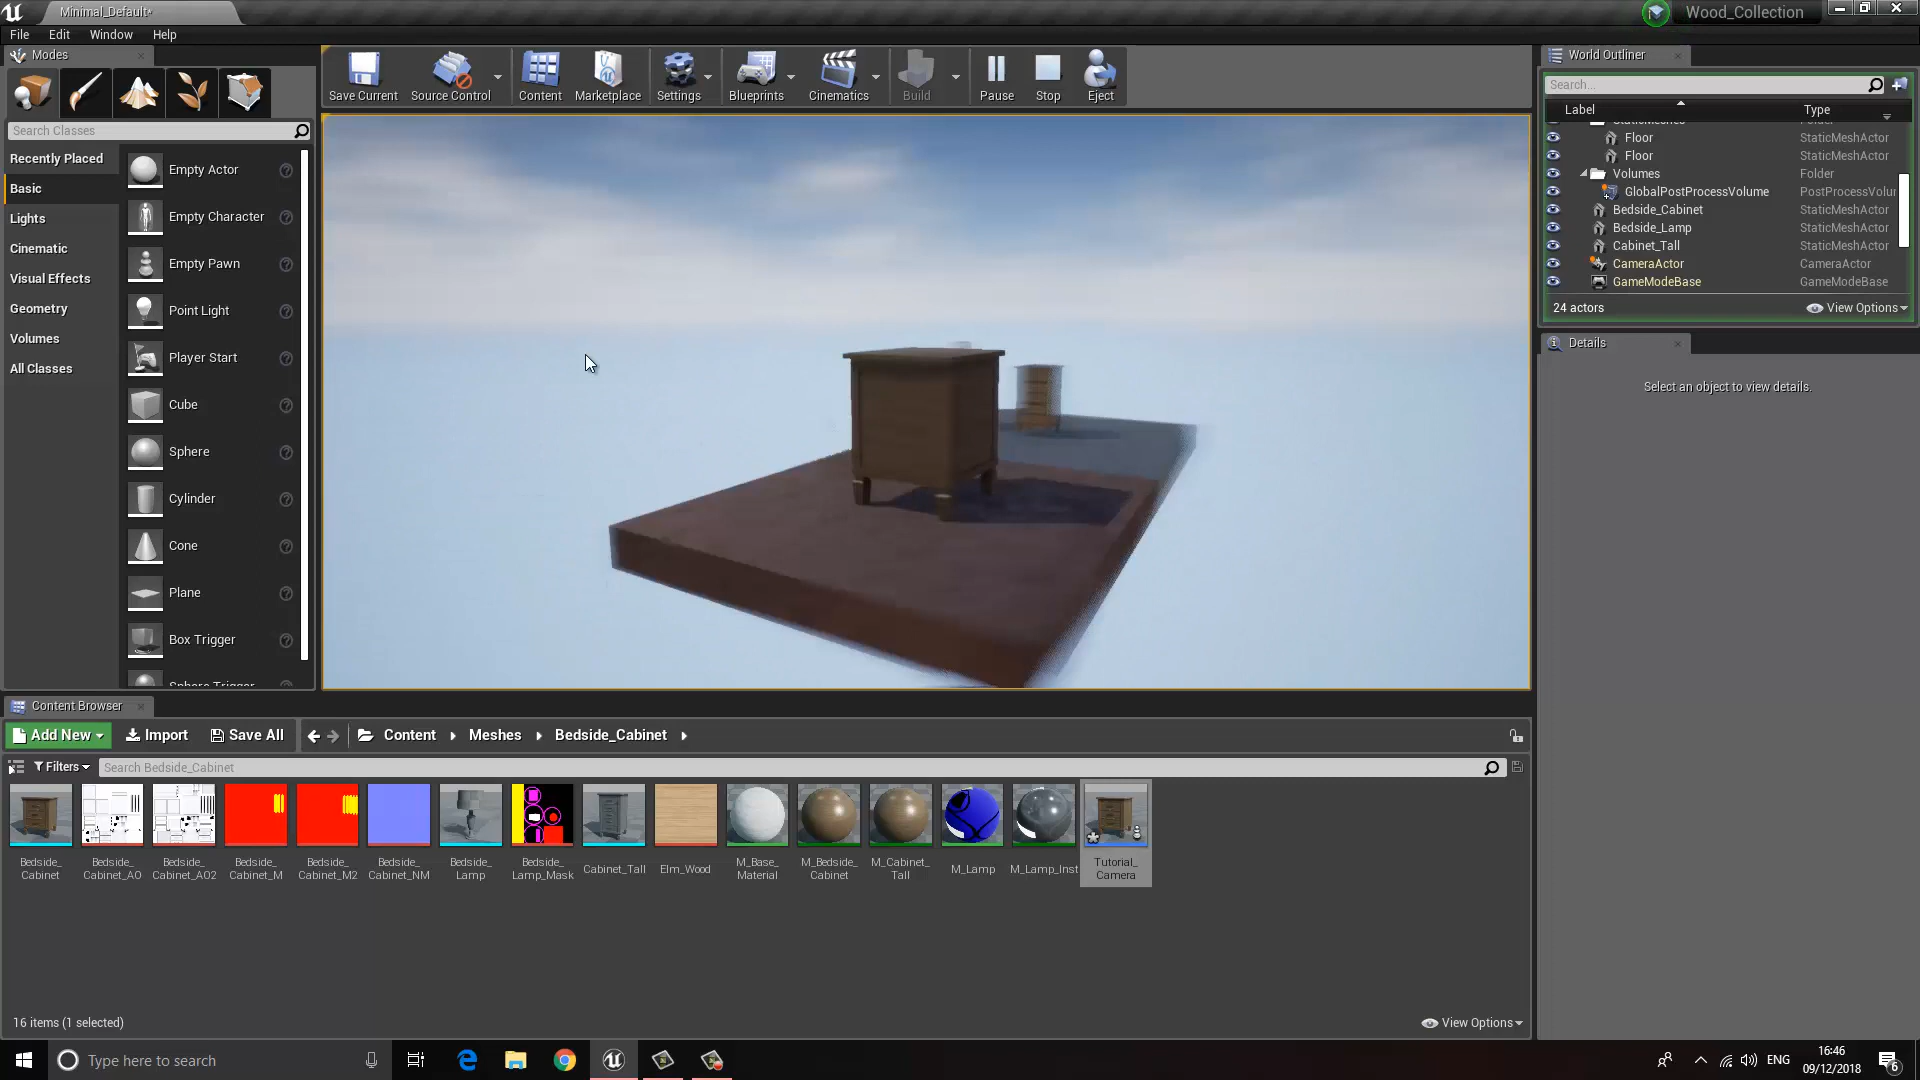 Minimal_Default*
Wood_Collection
File Edit Window Help
Modes
Save Current
Source Control
Content
Marketplace
Settings
Blueprints
Cinematics
Build
Pause
Stop
Eject
World Outliner
Search...
Label
Type
Floor StaticMeshActor
Floor StaticMeshActor
Volumes Folder
GlobalPostProcessVolume PostProcessVolur
Bedside_Cabinet StaticMeshActor
Bedside_Lamp StaticMeshActor
Cabinet_Tall StaticMeshActor
CameraActor CameraActor
GameModeBase GameModeBase
24 actors
View Options
Details
Select an object to view details.
Search Classes
Recently Placed
Basic
Lights
Cinematic
Visual Effects
Geometry
Volumes
All Classes
Empty Actor
Empty Character
Empty Pawn
Point Light
Player Start
Cube
Sphere
Cylinder
Cone
Plane
Box Trigger
Content Browser
Add New
Import
Save All
Content
Meshes
Bedside_Cabinet
Filters
Search Bedside_Cabinet
Bedside_
Cabinet
Bedside_
Cabinet_AO
Bedside_
Cabinet_AO2
Bedside_
Cabinet_M
Bedside_
Cabinet_M2
Bedside_
Cabinet_NM
Bedside_
Lamp
Bedside_
Lamp_Mask
Cabinet_Tall
Elm_Wood
M_Base_
Material
M_Bedside_
Cabinet
M_Cabinet_
Tall
M_Lamp
M_Lamp_Inst
Tutorial_
Camera
16 items (1 selected)
View Options
Type here to search
ENG
16:46
09/12/2018
6